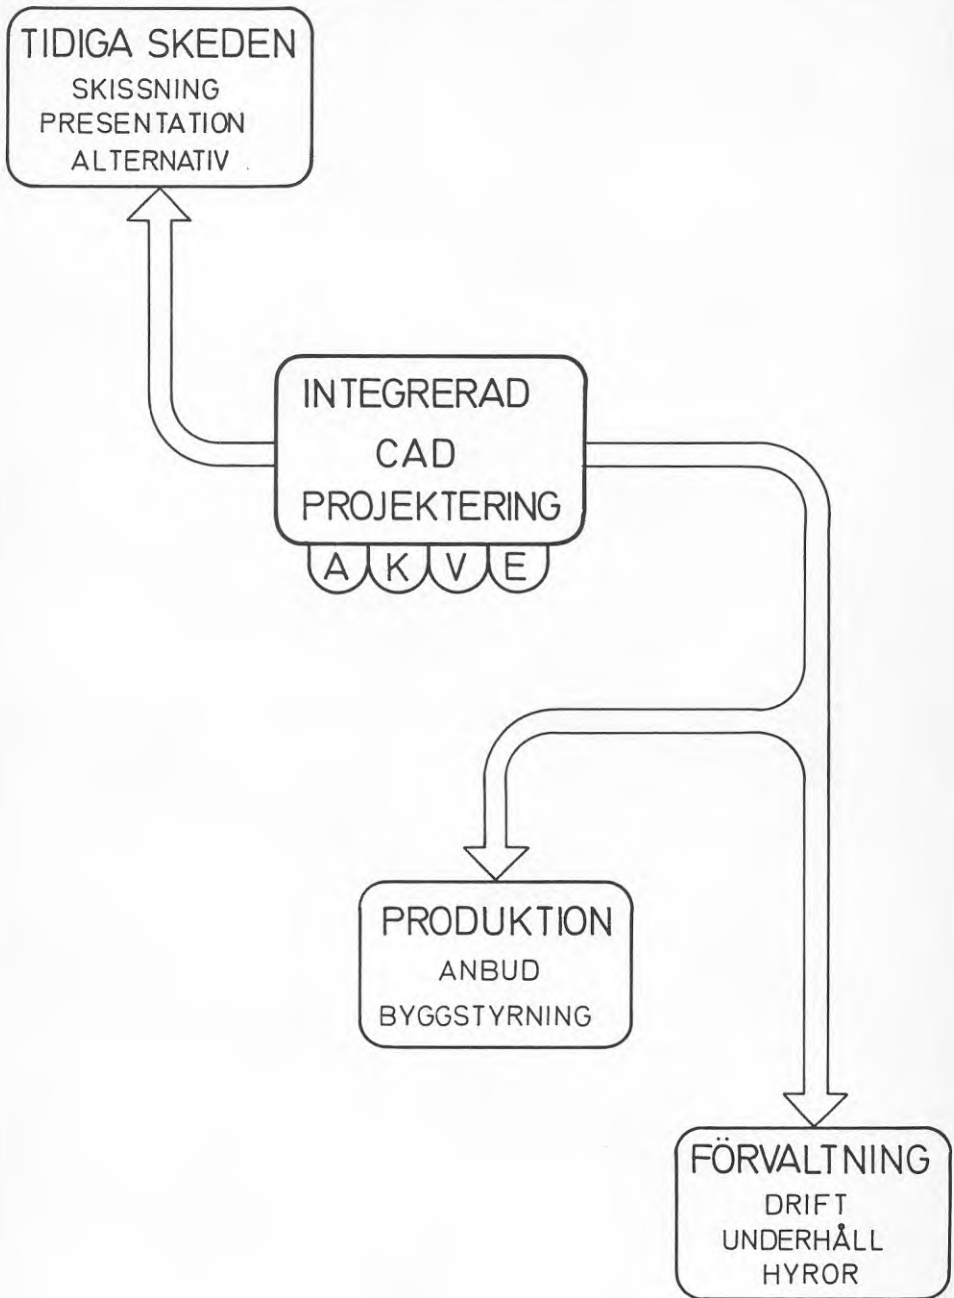 TIDIGA SKEDEN
SKISSNING
PRESENTATION
ALTERNATIV
INTEGRERAD
CAD
PROJEKTERING
A K V E
PRODUKTION
ANBUD
BYGGSTYRNING
FÖRVALTNING
DRIFT
UNDERHÅLL
HYROR